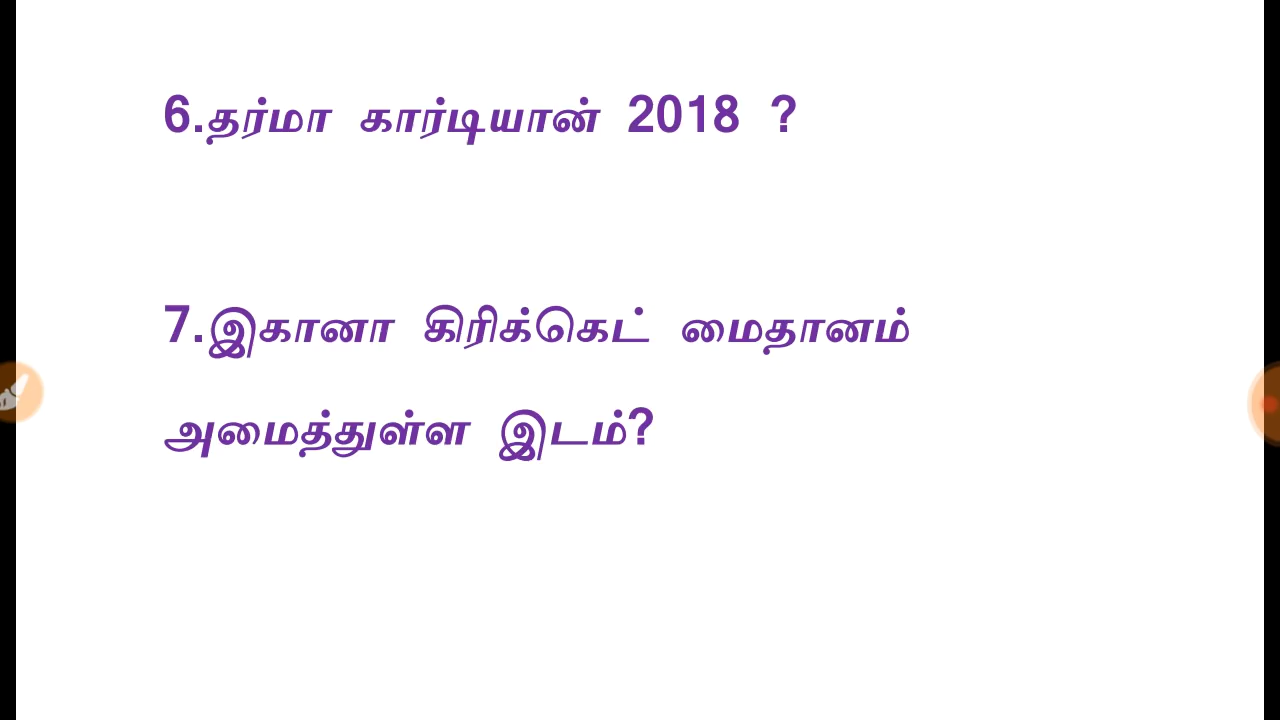 6.தர்மா கார்டியான் 2018 ?
7.இகானா கிரிக்கெட் மைதானம்
அமைத்துள்ள இடம்?